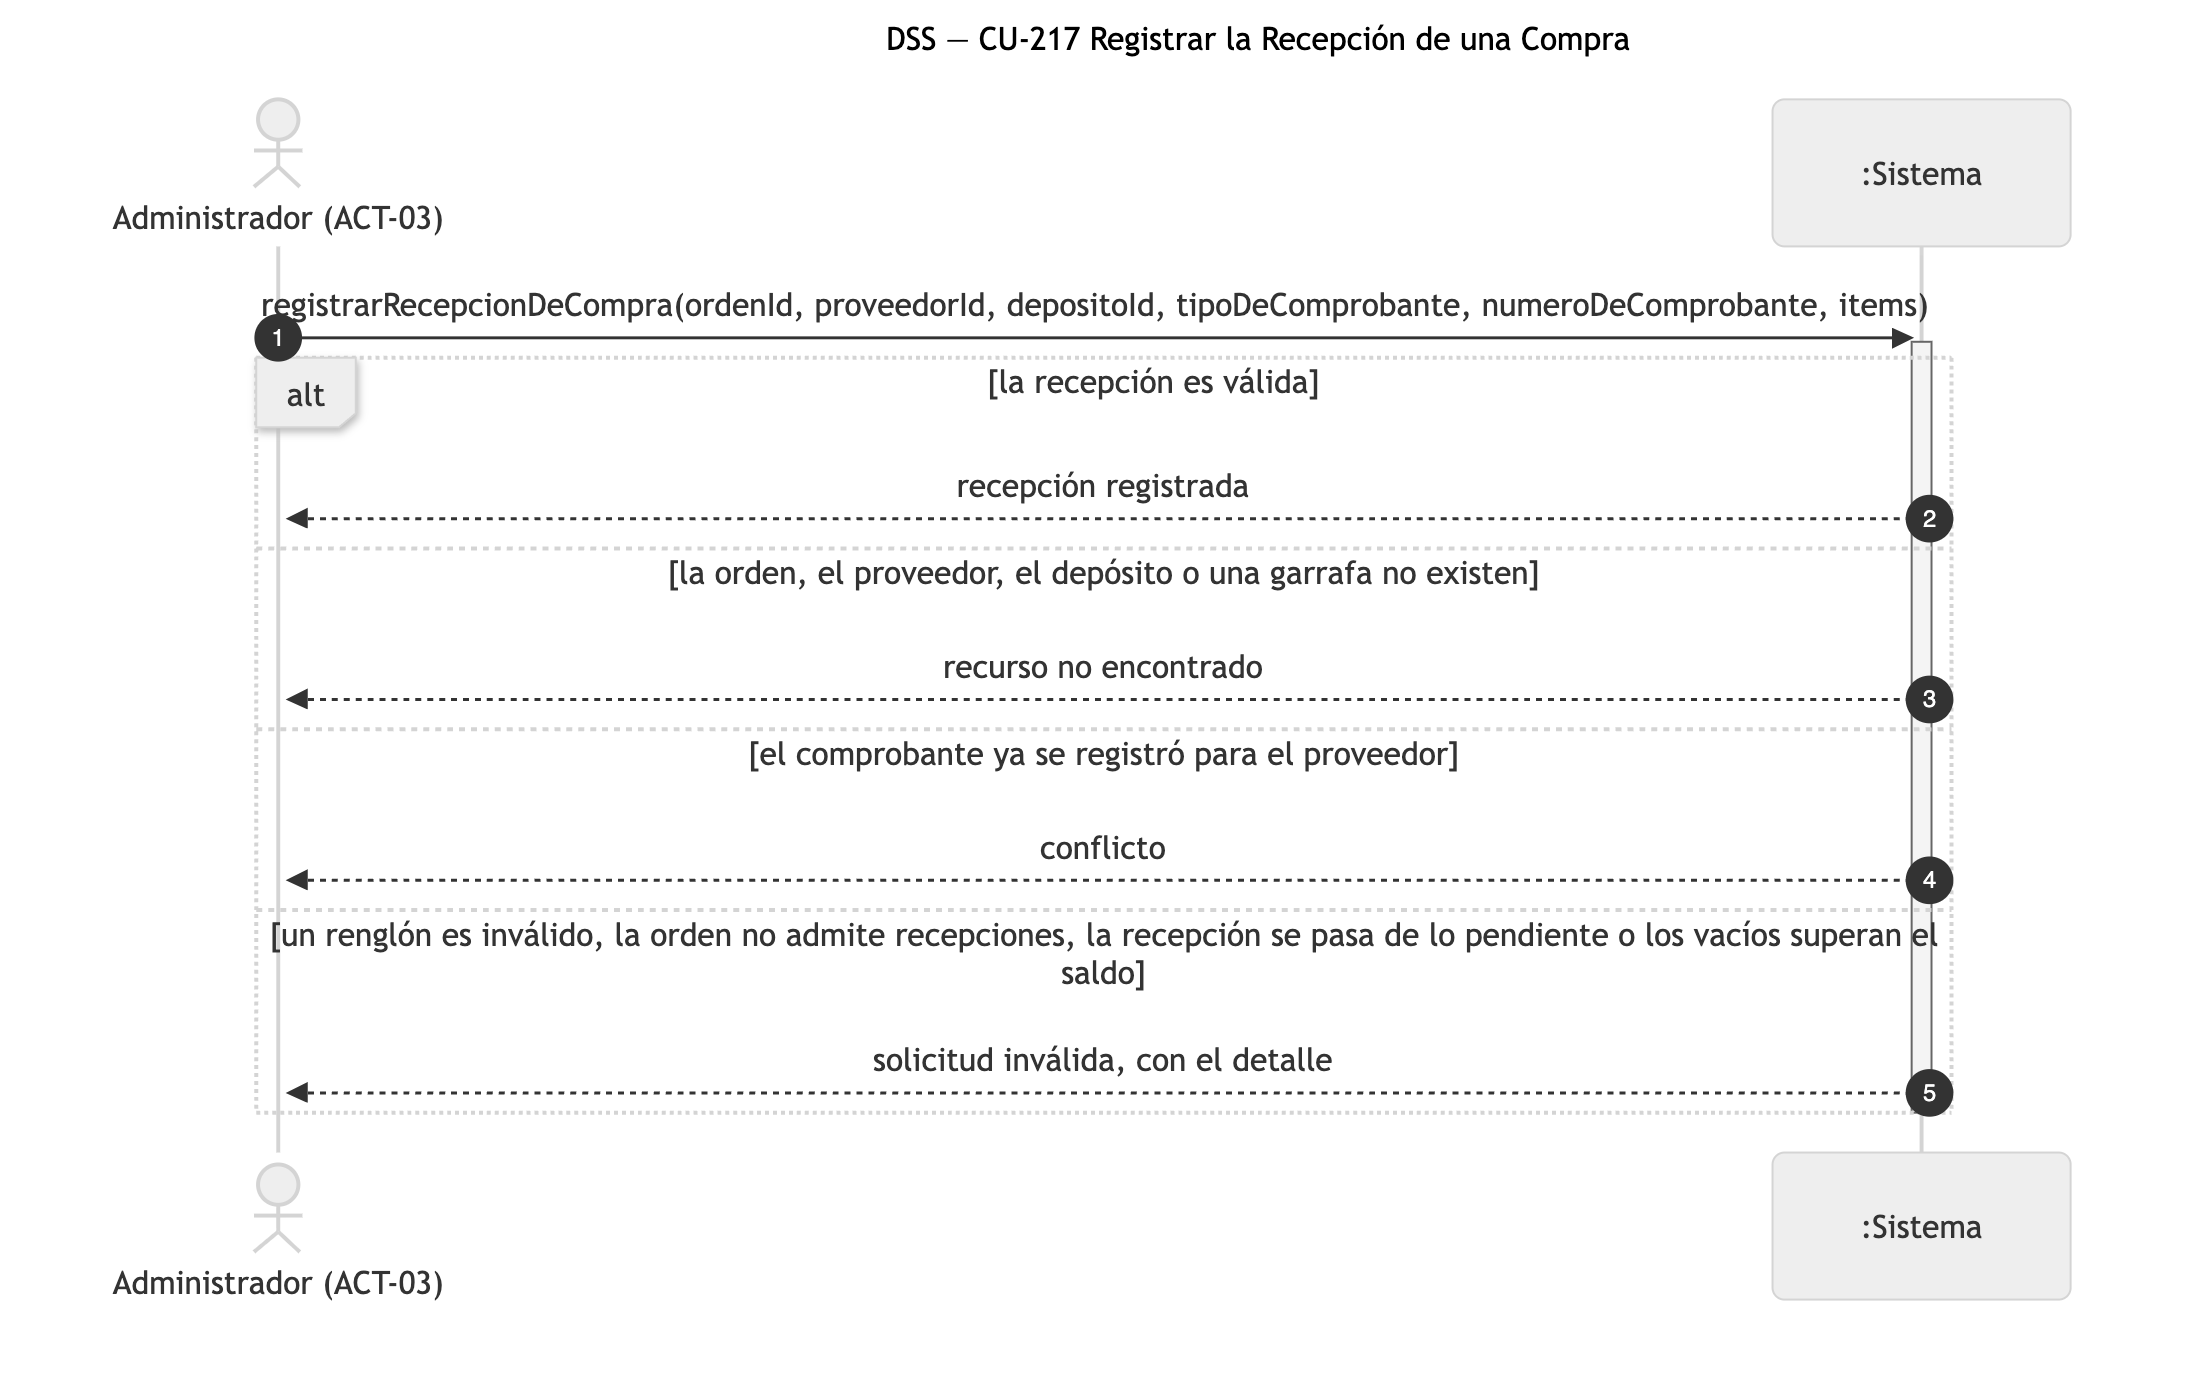 DSS — CU-217 Registrar la Recepción de una Compra
Administrador (ACT-03)
:Sistema
registrarRecepcionDeCompra(ordenId, proveedorId, depositoId, tipoDeComprobante, numeroDeComprobante, items)
1
alt
[la recepción es válida]
recepción registrada
2
[la orden, el proveedor, el depósito o una garrafa no existen]
recurso no encontrado
3
[el comprobante ya se registró para el proveedor]
conflicto
4
[un renglón es inválido, la orden no admite recepciones, la recepción se pasa de lo pendiente o los vacíos superan el
saldo]
solicitud inválida, con el detalle
5
Administrador (ACT-03)
:Sistema